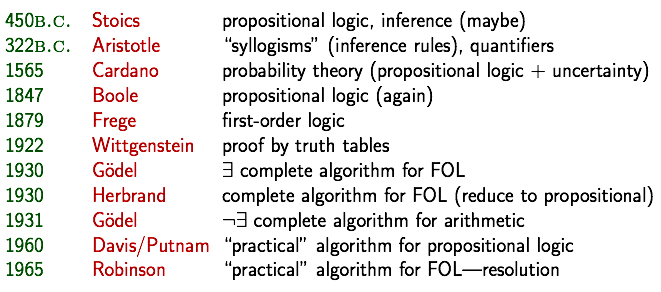 450B.C. Stoics propositional logic, inference (maybe)
322B.C. Aristotle “syllogisms” (inference rules), quantifiers
1565 Cardano probability theory (propositional logic + uncertainty)
1847 Boole propositional logic (again)
1879 Frege first-order logic
1922 Wittgenstein proof by truth tables
1930 Gödel ∃ complete algorithm for FOL
1930 Herbrand complete algorithm for FOL (reduce to propositional)
1931 Gödel ¬∃ complete algorithm for arithmetic
1960 Davis/Putnam “practical” algorithm for propositional logic
1965 Robinson “practical” algorithm for FOL—resolution